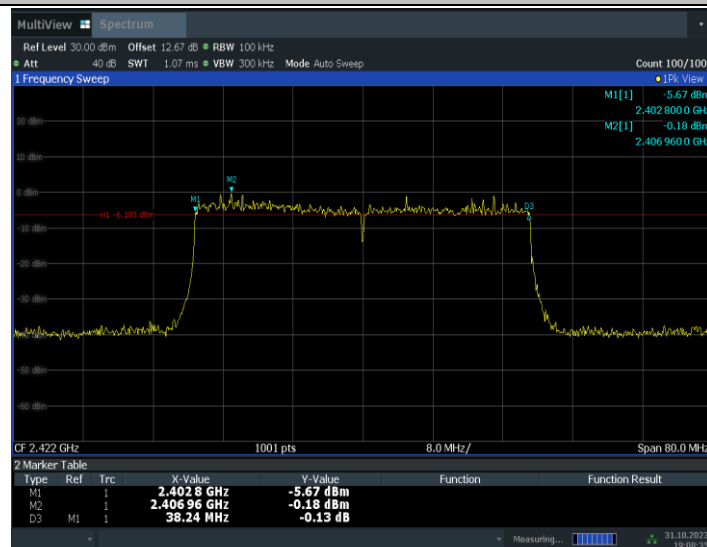 MultiView Spectrum
Ref Level 30.00 dBm Offset 12.67 dB RBW 100 kHz
Att 40 dB SWT 1.07 ms VBW 300 kHz Mode Auto Sweep Count 100/100
1 Frequency Sweep 1Pk View
M1[1] -5.67 dBm
2.402 800 0 GHz
20 dBm M2[1] -0.18 dBm
2.406 960 0 GHz
10 dBm
M2
0 dBm
M1 D3
H1 -6.180 dBm
-10 dBm
-20 dBm
-30 dBm
-50 dBm
-60 dBm
CF 2.422 GHz 1001 pts 8.0 MHz/ Span 80.0 MHz
2 Marker Table
Type Ref Trc X-Value Y-Value Function Function Result
M1 1 2.402 8 GHz -5.67 dBm
M2 1 2.406 96 GHz -0.18 dBm
D3 M1 1 38.24 MHz -0.13 dB
Measuring... 31.10.2023
19:08:35